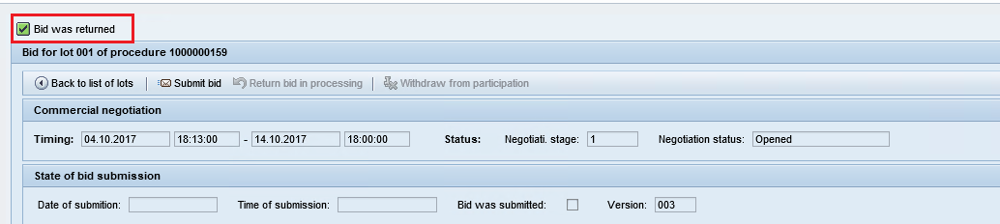 Bid was returned
Bid for lot 001 of procedure 1000000159
Back to list of lots Submit bid Return bid in processing Withdraw from participation
Commercial negotiation
Timing: 04.10.2017 18:13:00 - 14.10.2017 18:00:00 Status: Negotiati. stage: 1 Negotiation status: Opened
State of bid submission
Date of submition: Time of submission: Bid was submitted: Version: 003